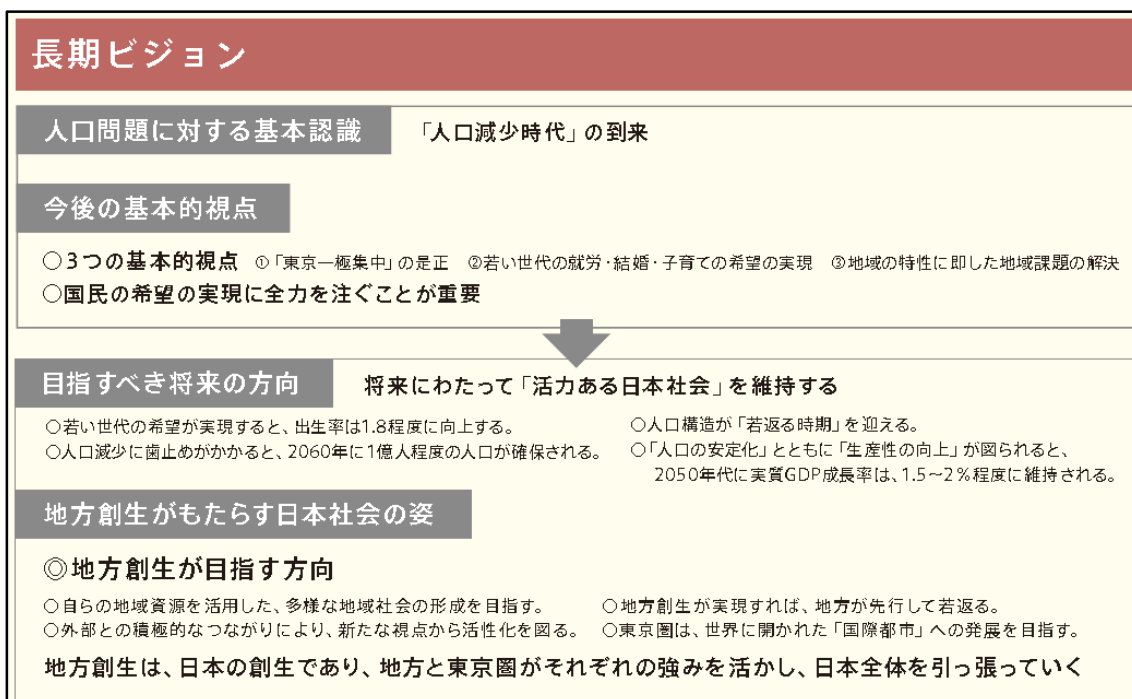 長期ビジョン
人口問題に対する基本認識 「人口減少時代」の到来
今後の基本的視点
○3つの基本的視点 ①「東京一極集中」の是正 ②若い世代の就労・結婚・子育ての希望の実現 ③地域の特性に即した地域課題の解決
○国民の希望の実現に全力を注ぐことが重要
目指すべき将来の方向 将来にわたって「活力ある日本社会」を維持する
○若い世代の希望が実現すると、出生率は1.8程度に向上する。
○人口減少に歯止めがかかると、2060年に1億人程度の人口が確保される。
○人口構造が「若返る時期」を迎える。
○「人口の安定化」とともに「生産性の向上」が図られると、
2050年代に実質GDP成長率は、1.5～2％程度に維持される。
地方創生がもたらす日本社会の姿
◎地方創生が目指す方向
○自らの地域資源を活用した、多様な地域社会の形成を目指す。
○外部との積極的なつながりにより、新たな視点から活性化を図る。
○地方創生が実現すれば、地方が先行して若返る。
○東京圏は、世界に開かれた「国際都市」への発展を目指す。
地方創生は、日本の創生であり、地方と東京圏がそれぞれの強みを活かし、日本全体を引っ張っていく